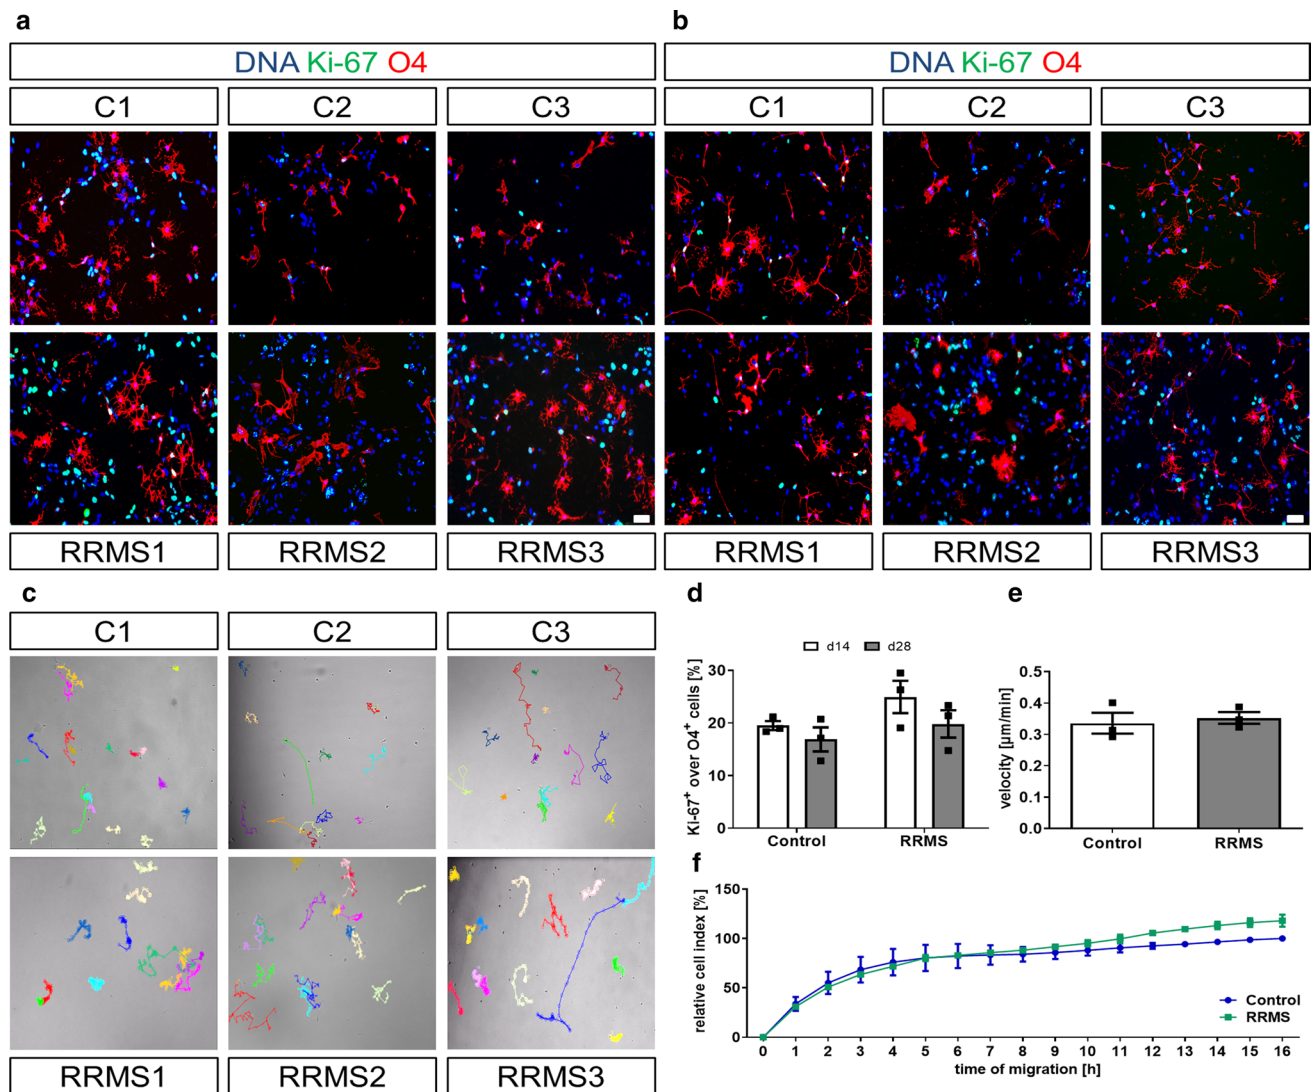 a
DNA Ki-67 O4
C1 C2 C3
RRMS1 RRMS2 RRMS3
b
DNA Ki-67 O4
C1 C2 C3
RRMS1 RRMS2 RRMS3
c
C1 C2 C3
RRMS1 RRMS2 RRMS3
d
d14 d28
Ki-67+ over O4+ cells [%]
30
20
10
0
Control RRMS
e
velocity [µm/min]
0.5
0.4
0.3
0.2
0.1
0.0
Control RRMS
f
relative cell index [%]
150
100
50
0
Control
RRMS
0 1 2 3 4 5 6 7 8 9 10 11 12 13 14 15 16
time of migration [h]